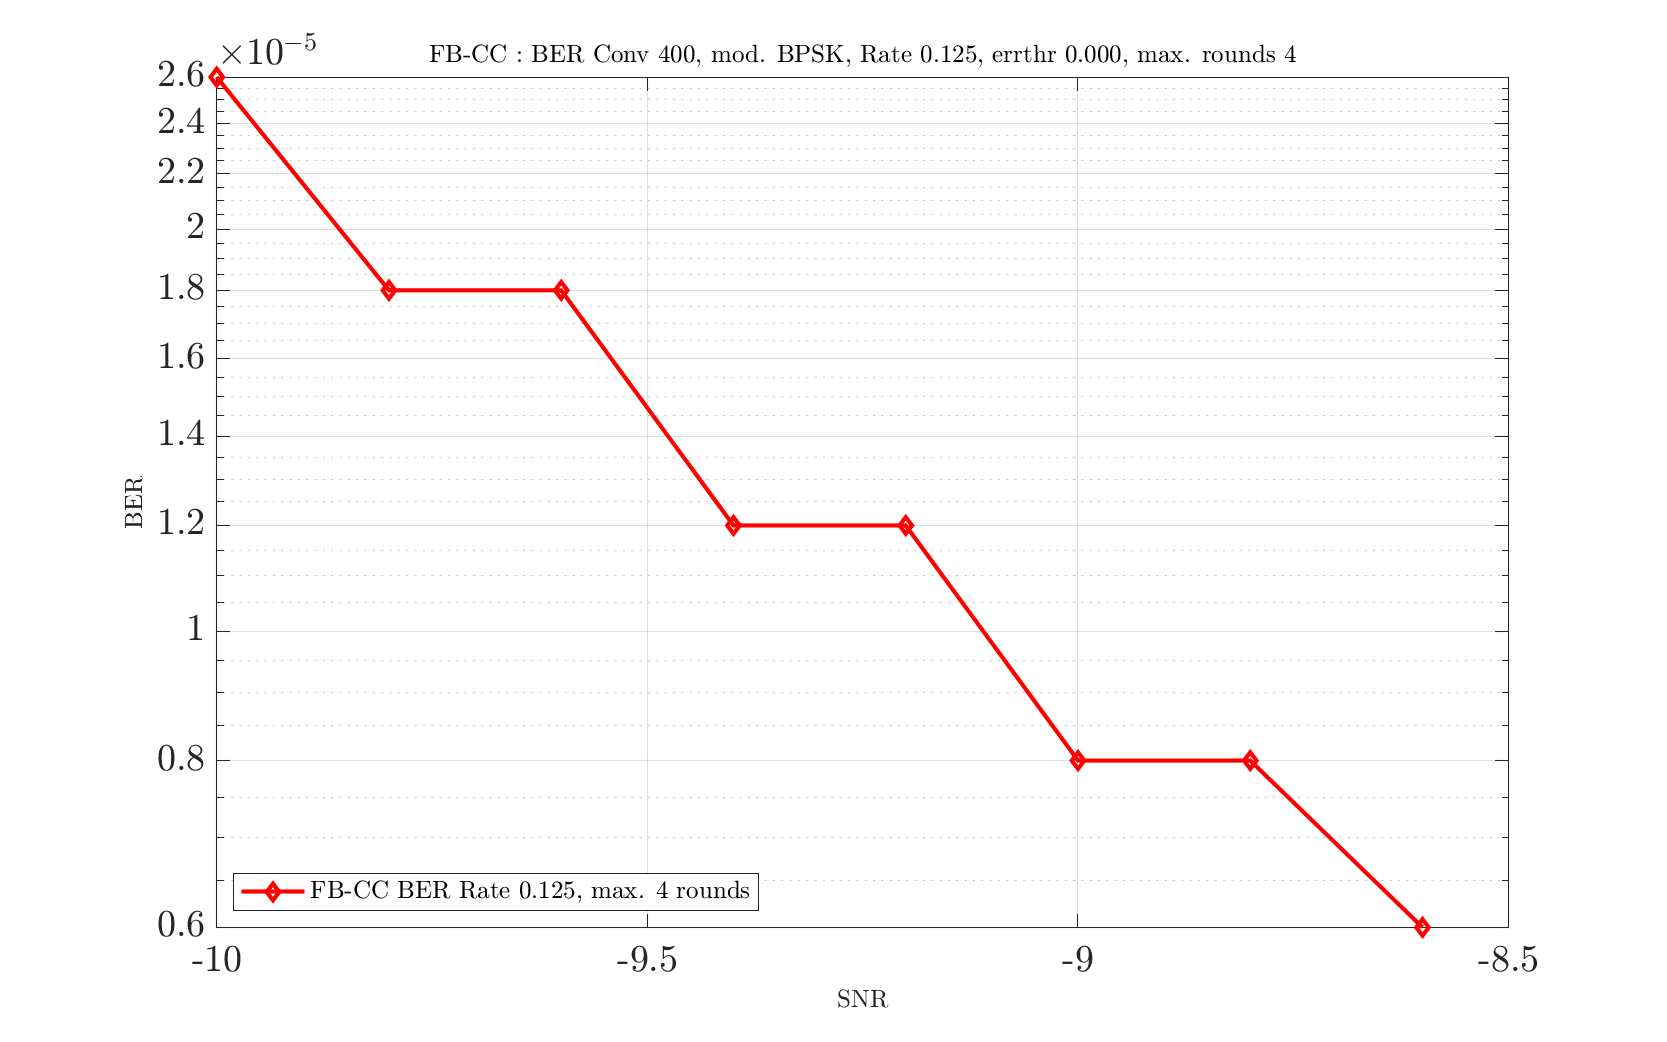 ×10⁻⁵
FB-CC : BER Conv 400, mod. BPSK, Rate 0.125, errthr 0.000, max. rounds 4
2.6
2.4
2.2
2
1.8
1.6
1.4
1.2
1
0.8
0.6
BER
FB-CC BER Rate 0.125, max. 4 rounds
-10 -9.5 -9 -8.5
SNR